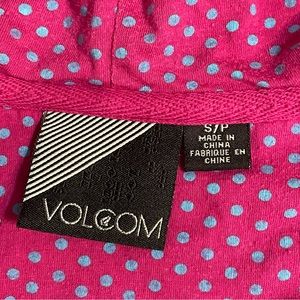 VOLCOM
S/P
MADE IN
CHINA
FABRIQUE EN
CHINE